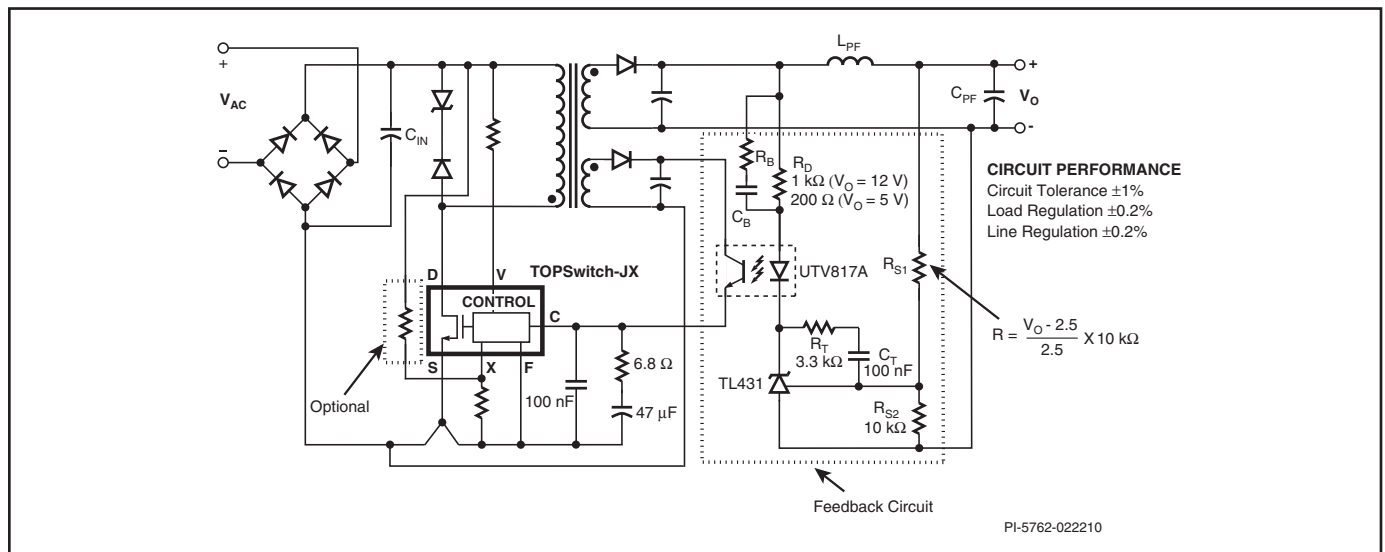 +
V_AC
−
C_IN
L_PF
+
C_PF
V_O
-
R_B
R_D
1 kΩ (V_O = 12 V)
200 Ω (V_O = 5 V)
C_B
CIRCUIT PERFORMANCE
Circuit Tolerance ±1%
Load Regulation ±0.2%
Line Regulation ±0.2%
D
V
TOPSwitch-JX
CONTROL
C
S
X
F
UTV817A
R_S1
R = (V_O - 2.5) / 2.5 X 10 kΩ
R_T
3.3 kΩ
C_T
100 nF
6.8 Ω
100 nF
47 µF
TL431
R_S2
10 kΩ
Optional
Feedback Circuit
PI-5762-022210